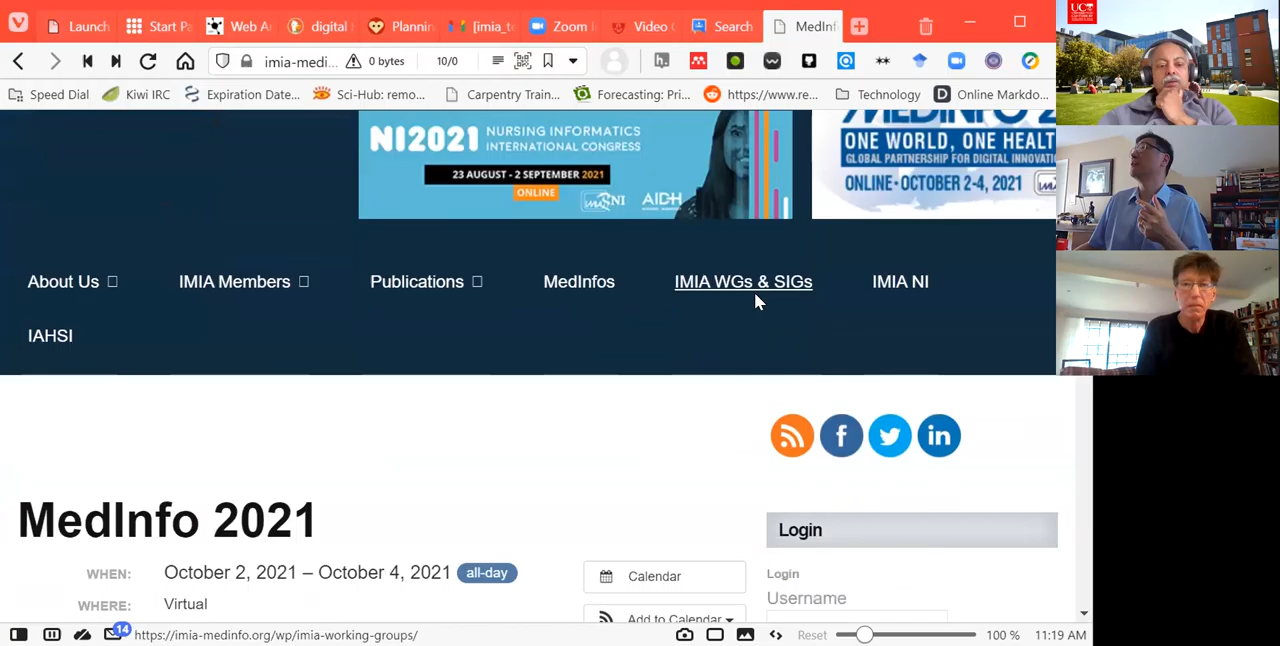 Launch
Start Pa
Web A
digital
Plannin
[imia_t
Zoom I
Video C
Search
MedInf
imia-medi...
0 bytes
10/0
Speed Dial
Kiwi IRC
Expiration Date...
Sci-Hub: remo...
Carpentry Train...
Forecasting: Pri...
https://www.re...
Technology
Online Markdo...
UC
NI2021 NURSING INFORMATICS
INTERNATIONAL CONGRESS
23 AUGUST - 2 SEPTEMBER 2021
ONLINE
NI
AIDH
ONE WORLD, ONE HEALT
GLOBAL PARTNERSHIP FOR DIGITAL INNOVATIO
ONLINE • OCTOBER 2-4, 2021
About Us
IMIA Members
Publications
MedInfos
IMIA WGs & SIGs
IMIA NI
IAHSI
MedInfo 2021
WHEN: October 2, 2021 – October 4, 2021 all-day
WHERE: Virtual
Calendar
Add to Calendar
Login
Login
Username
14
https://imia-medinfo.org/wp/imia-working-groups/
Reset
100 %
11:19 AM